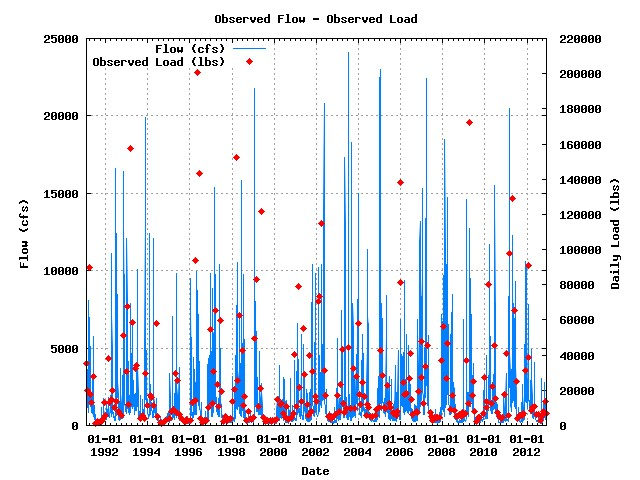 Observed Flow - Observed Load
Flow (cfs)
Observed Load (lbs)
25000
20000
15000
10000
5000
0
Flow (cfs)
220000
200000
180000
160000
140000
120000
100000
80000
60000
40000
20000
0
Daily Load (lbs)
01-01 01-01 01-01 01-01 01-01 01-01 01-01 01-01 01-01 01-01 01-01
1992 1994 1996 1998 2000 2002 2004 2006 2008 2010 2012
Date